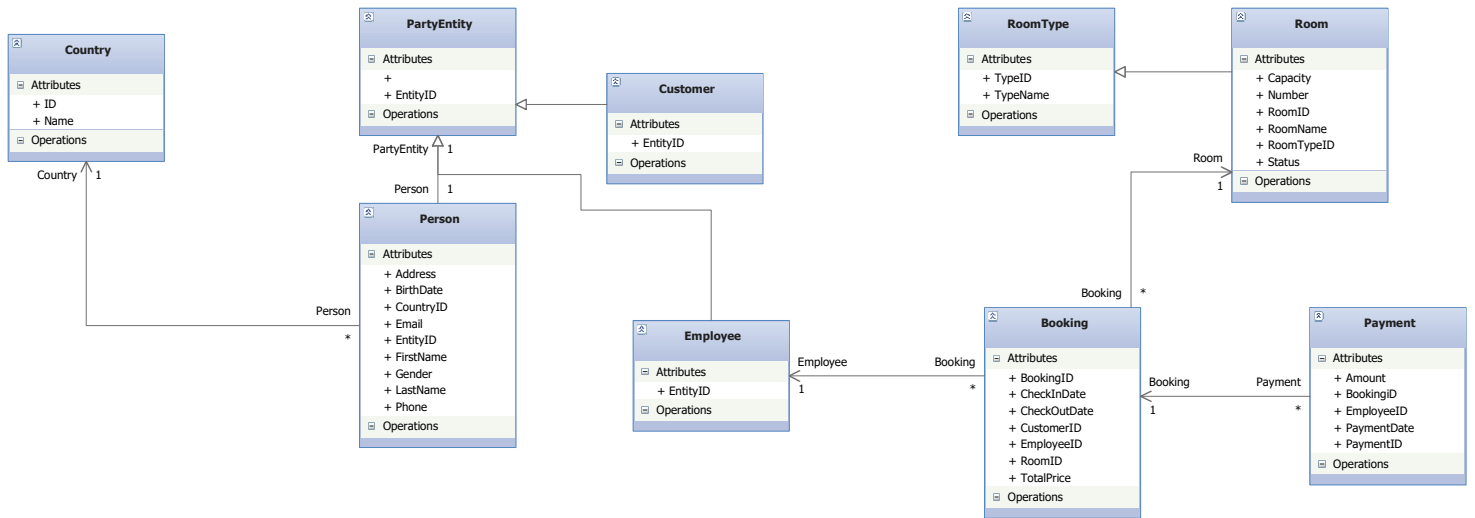 Country
Attributes
+ ID
+ Name
Operations
Country 1
PartyEntity
Attributes
+
+ EntityID
Operations
PartyEntity 1
Customer
Attributes
+ EntityID
Operations
Person 1
Person
Attributes
+ Address
+ BirthDate
+ CountryID
+ Email
+ EntityID
+ FirstName
+ Gender
+ LastName
+ Phone
Operations
Person
*
Employee
Attributes
+ EntityID
Operations
Employee
1
Booking
*
RoomType
Attributes
+ TypeID
+ TypeName
Operations
Room
Attributes
+ Capacity
+ Number
+ RoomID
+ RoomName
+ RoomTypeID
+ Status
Operations
Room
1
Booking *
Booking
Attributes
+ BookingID
+ CheckInDate
+ CheckOutDate
+ CustomerID
+ EmployeeID
+ RoomID
+ TotalPrice
Operations
Booking
1
Payment
*
Payment
Attributes
+ Amount
+ BookingiD
+ EmployeeID
+ PaymentDate
+ PaymentID
Operations